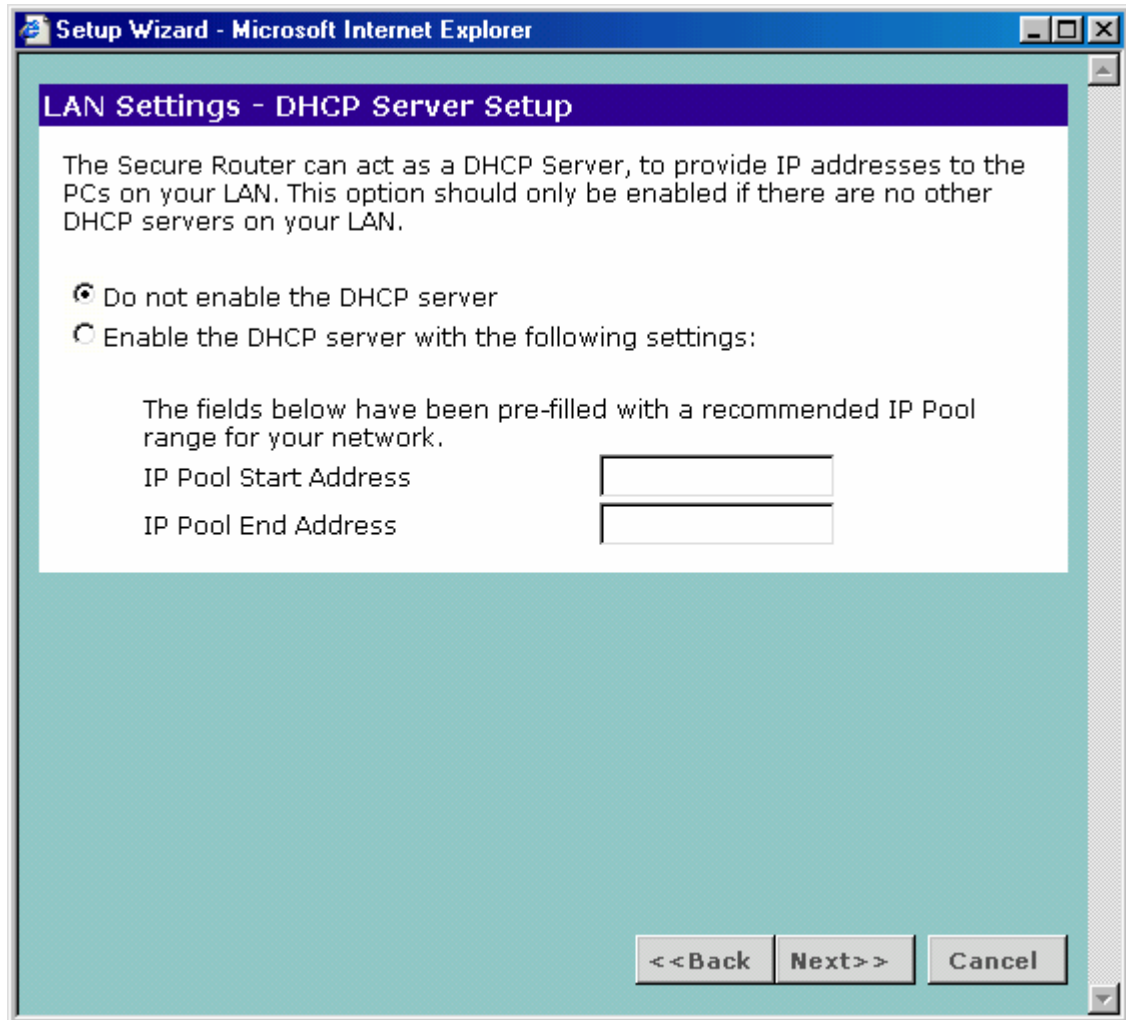 Setup Wizard - Microsoft Internet Explorer
LAN Settings - DHCP Server Setup
The Secure Router can act as a DHCP Server, to provide IP addresses to the
PCs on your LAN. This option should only be enabled if there are no other
DHCP servers on your LAN.
Do not enable the DHCP server
Enable the DHCP server with the following settings:
The fields below have been pre-filled with a recommended IP Pool
range for your network.
IP Pool Start Address
IP Pool End Address
<<Back Next>> Cancel